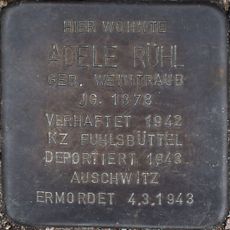 HIER WOHNTE
ADELE RÜHL
GEB. WEINTRAUB
JG. 1878
VERHAFTET 1942
KZ FUHLSBÜTTEL
DEPORTIERT 1943
AUSCHWITZ
ERMORDET 4.3.1943